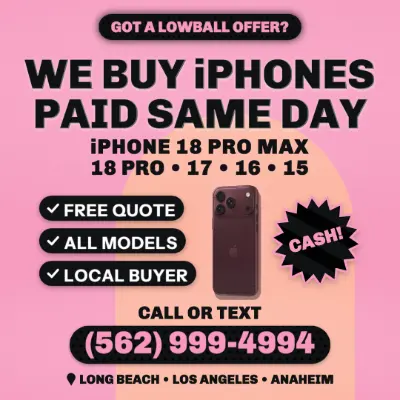 GOT A LOWBALL OFFER?
WE BUY iPHONES
PAID SAME DAY
iPHONE 18 PRO MAX
18 PRO • 17 • 16 • 15
FREE QUOTE
ALL MODELS
LOCAL BUYER
CASH!
CALL OR TEXT
(562) 999-4994
LONG BEACH • LOS ANGELES • ANAHEIM